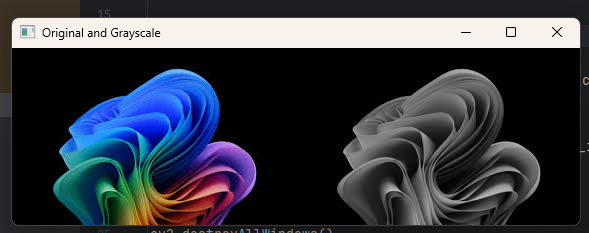 15
Original and Grayscale
cv2.destroyAllWindows()